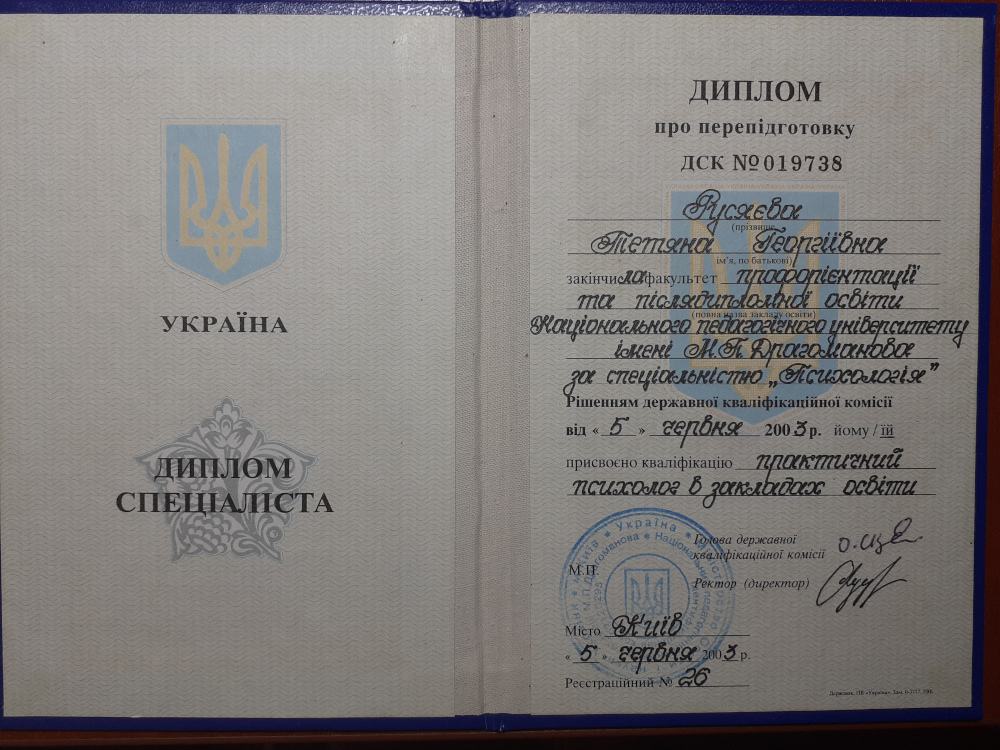 УКРАЇНА
ДИПЛОМ
СПЕЦІАЛІСТА
ДИПЛОМ
про перепідготовку
ДСК №019738
Русяєва
(прізвище
Тетяна Георгіївна
ім'я, по батькові)
закінчила факультет профорієнтації
та післядипломної освіти
(повна назва закладу освіти)
Національного педагогічного університету
імені М.П.Драгоманова
за спеціальністю „Психологія”
Рішенням державної кваліфікаційної комісії
від « 5 » червня 2003 р. йому / їй
присвоєно кваліфікацію практичний
психолог в закладах освіти
Голова державної
кваліфікаційної комісії
М.П.
Ректор (директор)
Місто Київ
« 5 » червня 2003 р.
Реєстраційний № 26
Україна